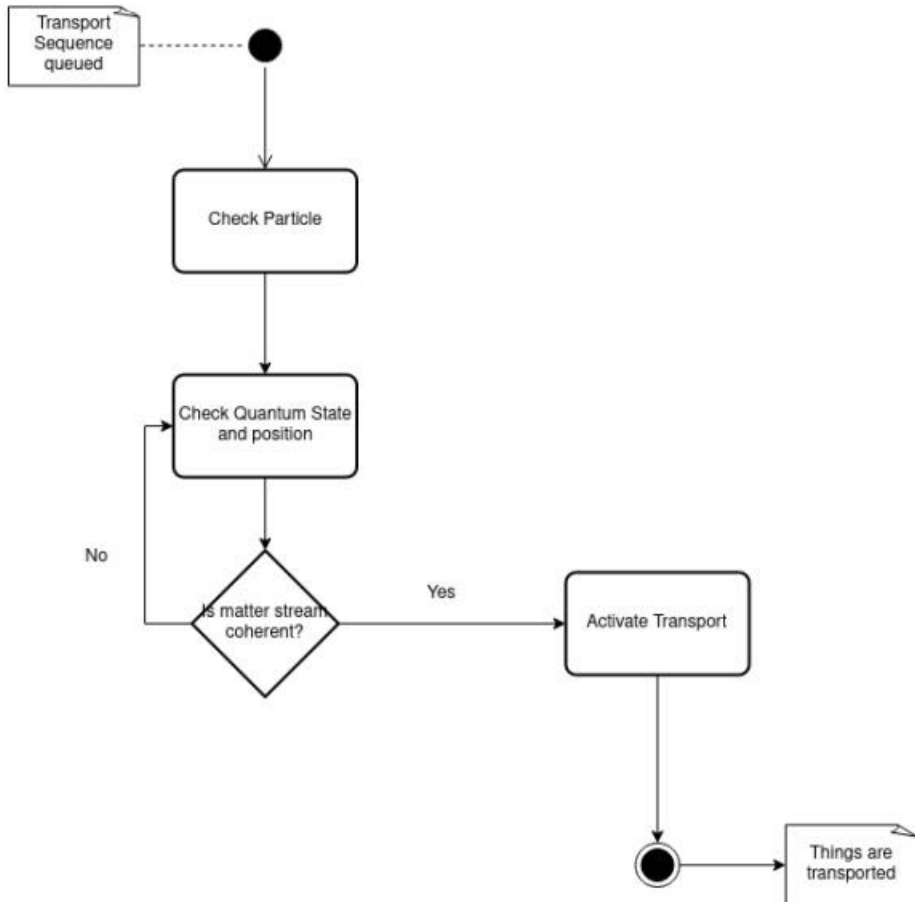 Transport
Sequence
queued
Check Particle
Check Quantum State
and position
No
Is matter stream
coherent?
Yes
Activate Transport
Things are
transported